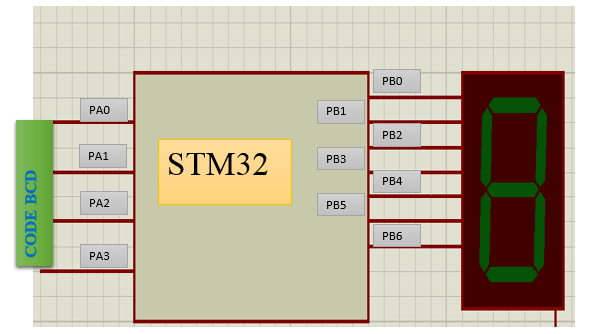 PA0
PA1
PA2
PA3
CODE BCD
STM32
PB0
PB1
PB2
PB3
PB4
PB5
PB6